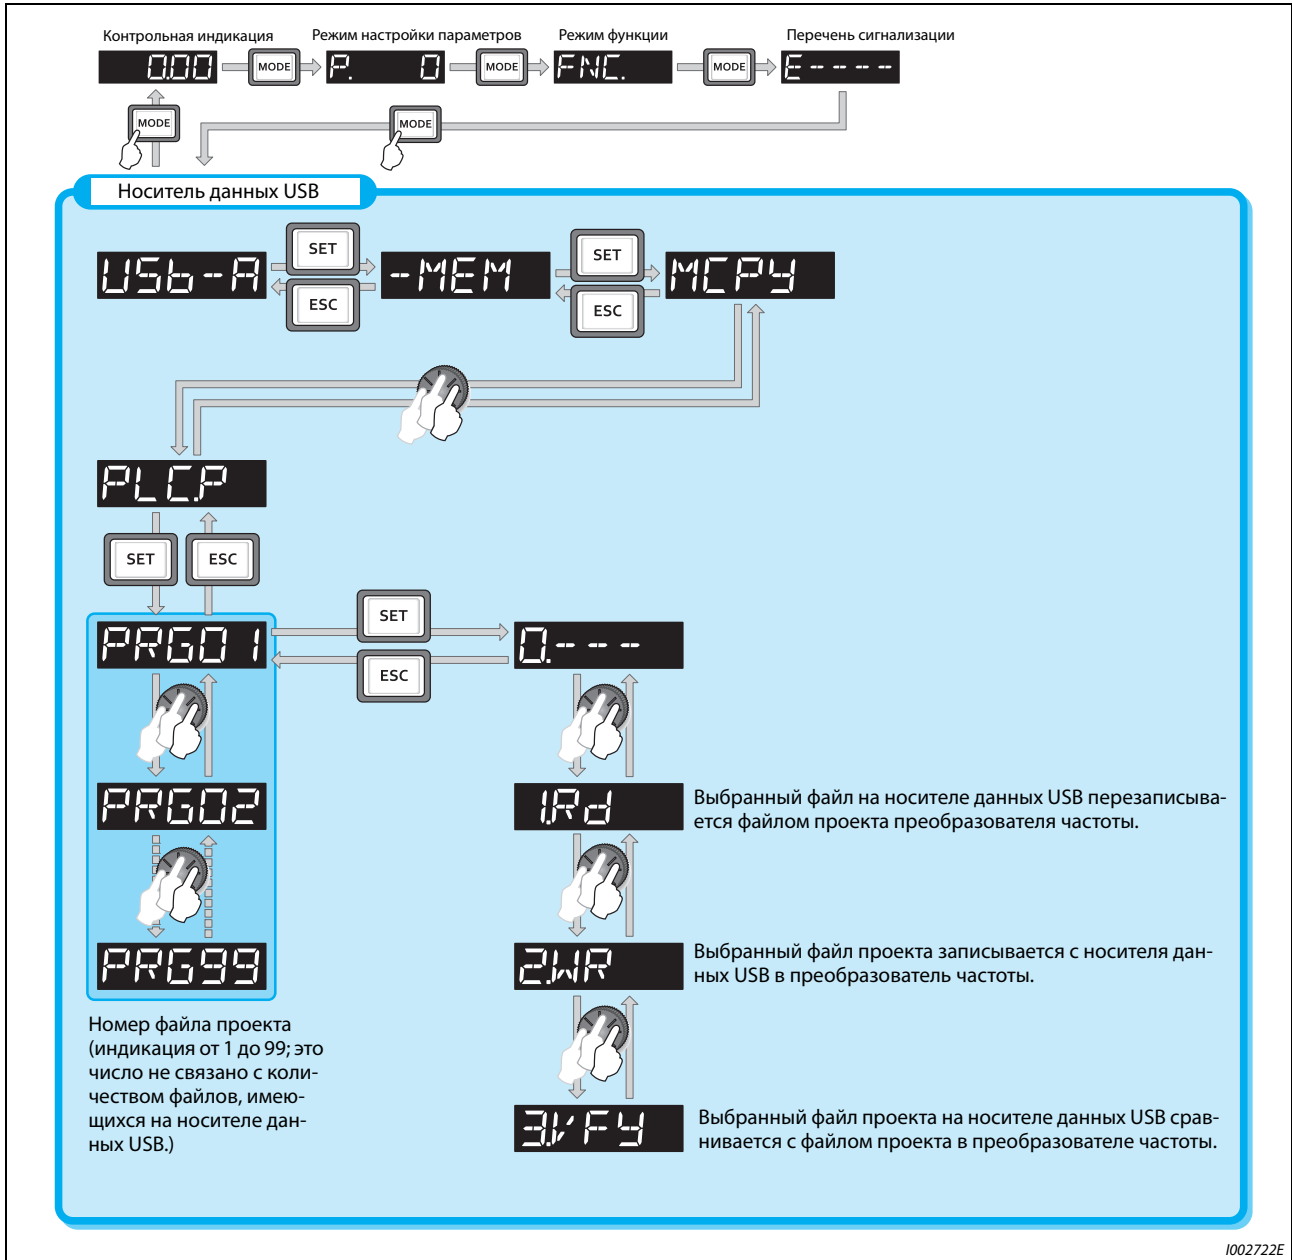 Контрольная индикация
Режим настройки параметров
Режим функции
Перечень сигнализации
0.00
MODE
P. 0
MODE
FNC.
MODE
E----
MODE
MODE
Носитель данных USB
USb-A
SET
ESC
-MEM
SET
ESC
MCPY
PLC.P
SET
ESC
PRG01
SET
ESC
0.---
PRG02
1.Rd
Выбранный файл на носителе данных USB перезаписыва-
ется файлом проекта преобразователя частоты.
PRG99
2.WR
Выбранный файл проекта записывается с носителя дан-
ных USB в преобразователь частоты.
Номер файла проекта
(индикация от 1 до 99; это
число не связано с коли-
чеством файлов, имею-
щихся на носителе дан-
ных USB.)
3.VFY
Выбранный файл проекта на носителе данных USB срав-
нивается с файлом проекта в преобразователе частоты.
I002722E